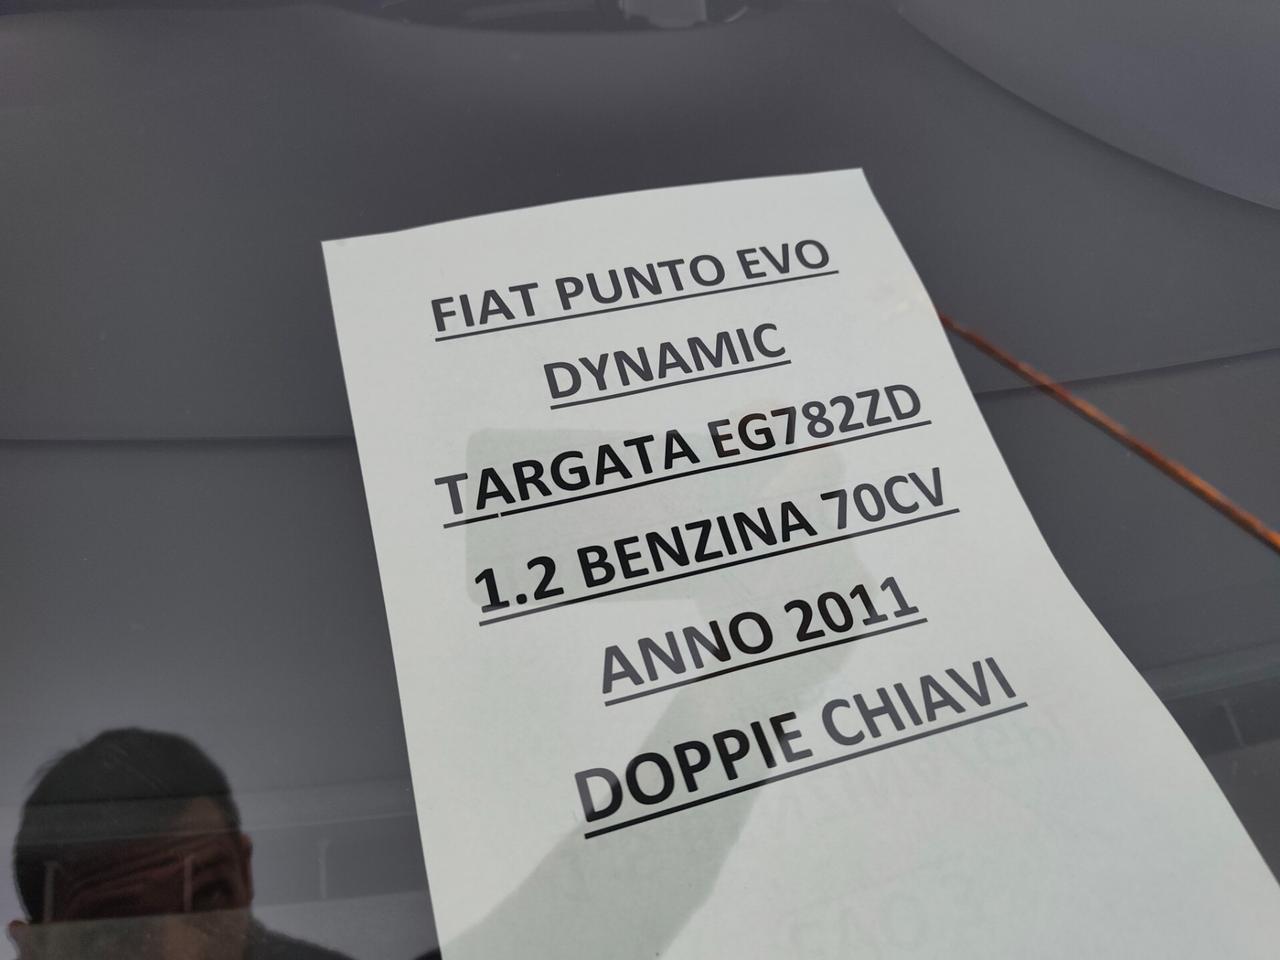 FIAT PUNTO EVO
DYNAMIC
TARGATA EG782ZD
1.2 BENZINA 70CV
ANNO 2011
DOPPIE CHIAVI